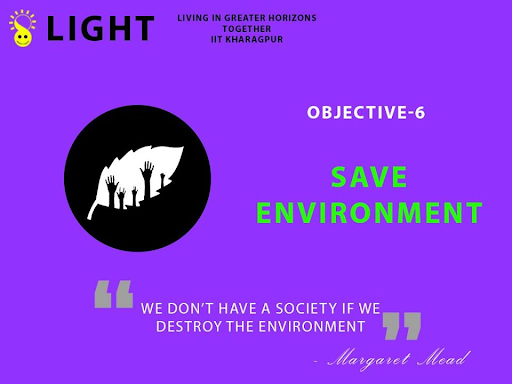 LIGHT
LIVING IN GREATER HORIZONS
TOGETHER
IIT KHARAGPUR
OBJECTIVE-6
SAVE
ENVIRONMENT
“ WE DON'T HAVE A SOCIETY IF WE
DESTROY THE ENVIRONMENT ”
- Margaret Mead